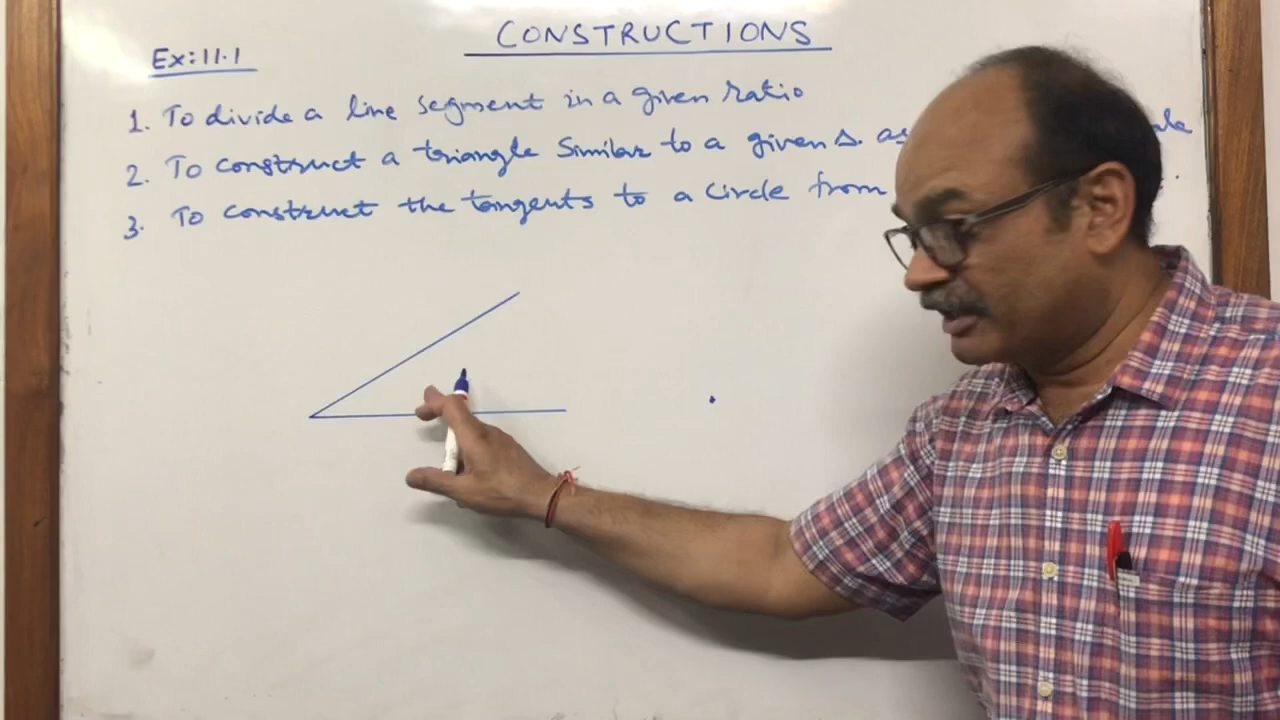 CONSTRUCTIONS
Ex: 11.1
1. To divide a line segment in a given ratio
2. To construct a triangle similar to a given Δ as
3. To construct the tangents to a circle from